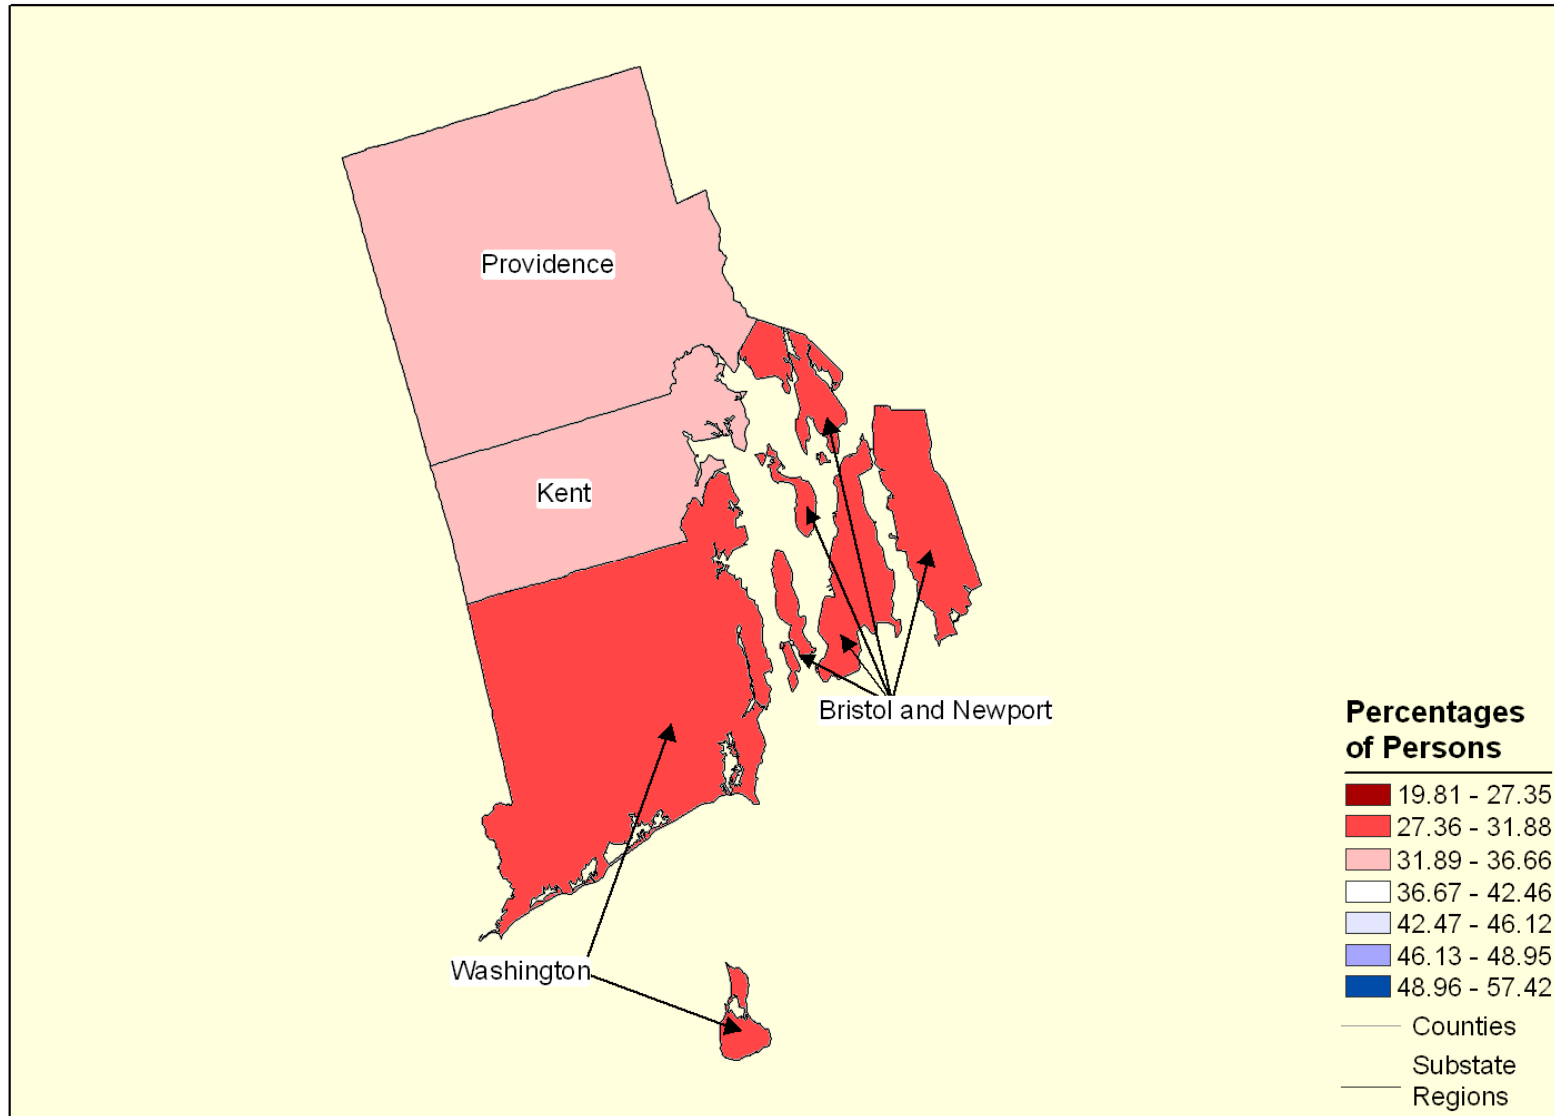 Providence
Kent
Bristol and Newport
Washington
Percentages
of Persons
19.81 - 27.35
27.36 - 31.88
31.89 - 36.66
36.67 - 42.46
42.47 - 46.12
46.13 - 48.95
48.96 - 57.42
Counties
Substate
Regions